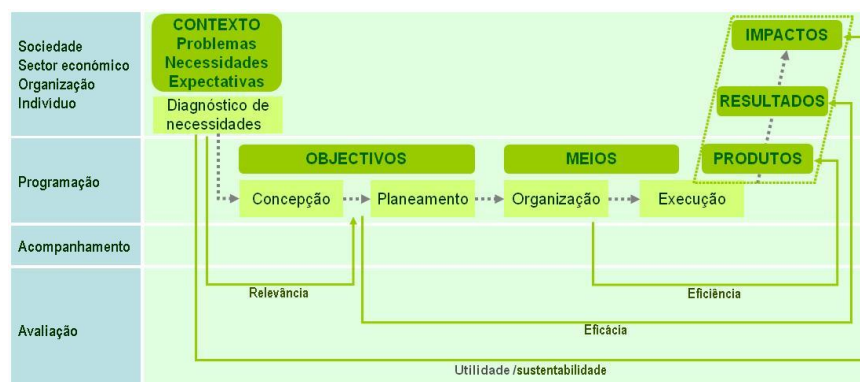 Sociedade
Sector económico
Organização
Indivíduo
CONTEXTO
Problemas
Necessidades
Expectativas
Diagnóstico de
necessidades
IMPACTOS
RESULTADOS
Programação
OBJECTIVOS
MEIOS
PRODUTOS
Concepção
Planeamento
Organização
Execução
Acompanhamento
Avaliação
Relevância
Eficiência
Eficácia
Utilidade /sustentabilidade